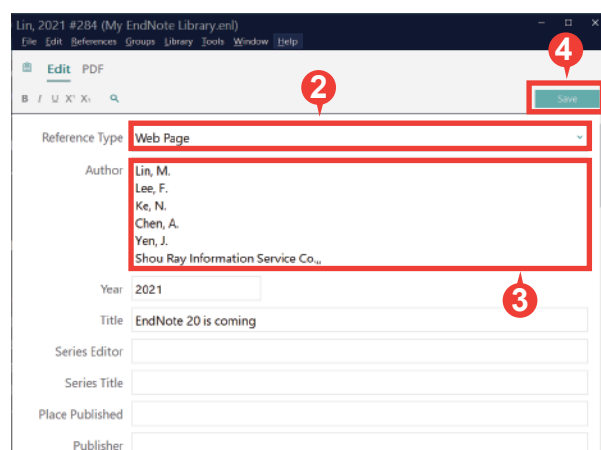 Lin, 2021 #284 (My EndNote Library.enl)
File Edit References Groups Library Tools Window Help
4
Edit PDF
2
B I U X¹ X₁
Save
Reference Type Web Page
Author Lin, M.
Lee, F.
Ke, N.
Chen, A.
Yen, J.
Shou Ray Information Service Co.,,
3
Year 2021
Title EndNote 20 is coming
Series Editor
Series Title
Place Published
Publisher